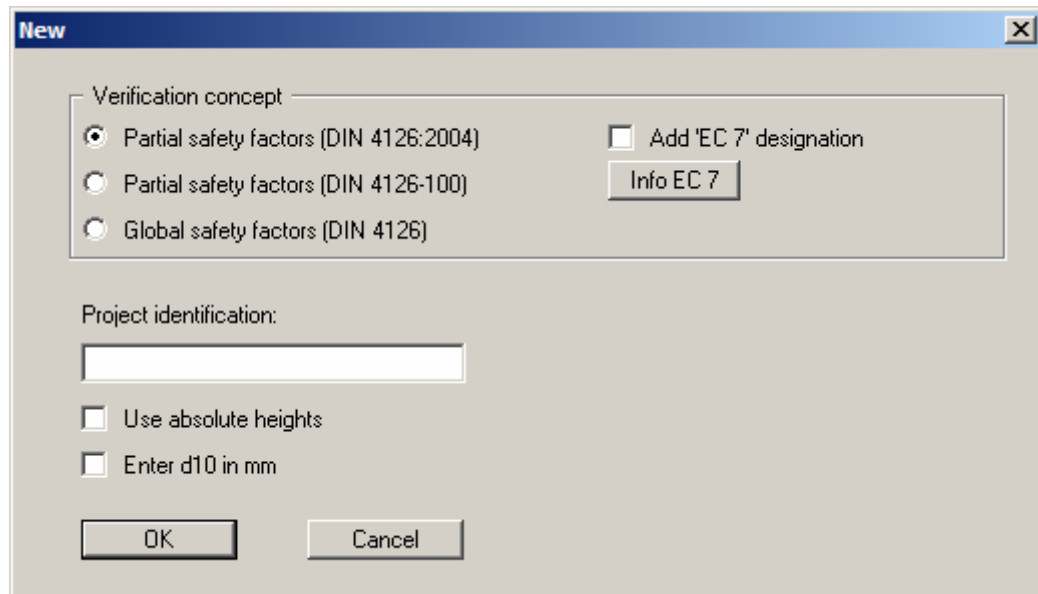 New
Verification concept
Partial safety factors (DIN 4126:2004)
Add 'EC 7' designation
Partial safety factors (DIN 4126-100)
Info EC 7
Global safety factors (DIN 4126)
Project identification:
Use absolute heights
Enter d10 in mm
OK
Cancel